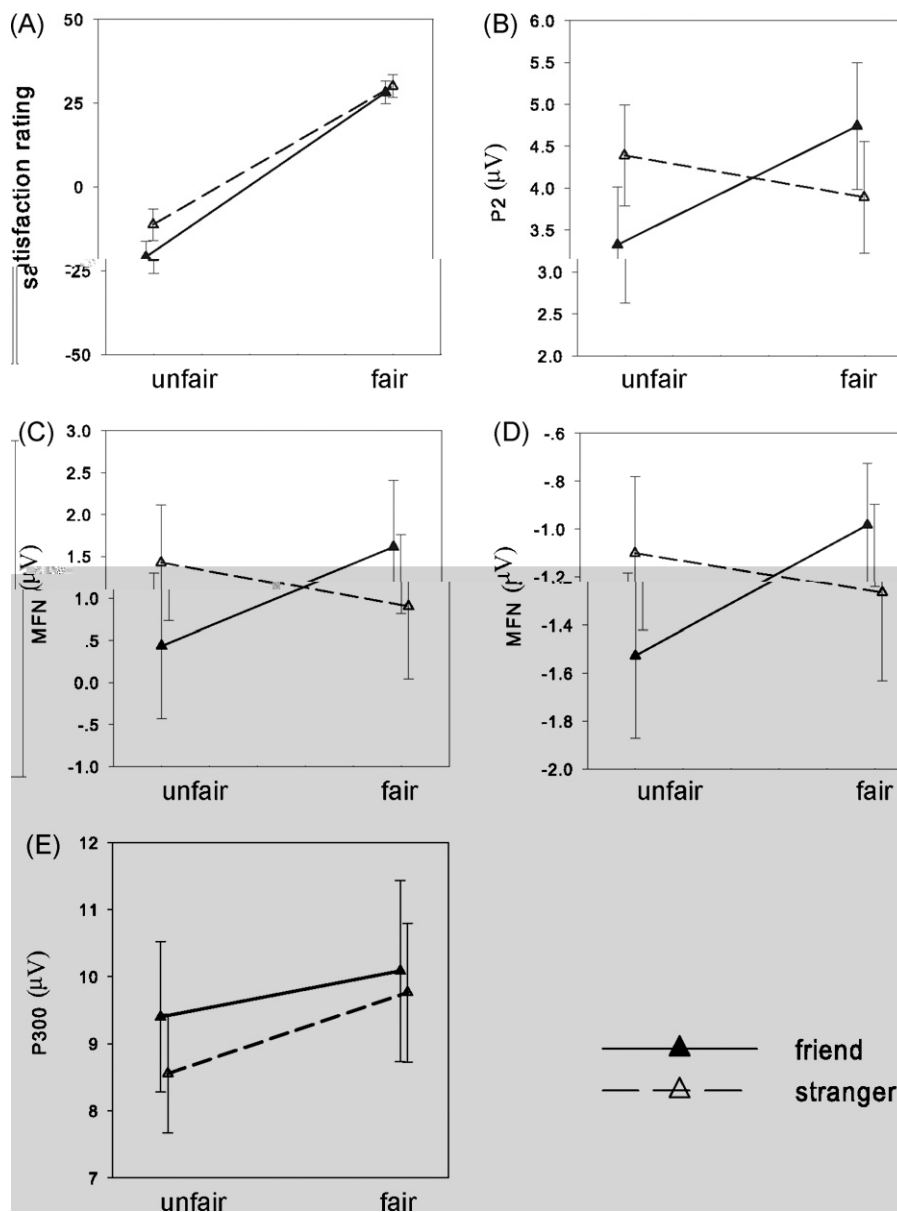 (A)
satisfaction rating
50
25
0
-25
-50
unfair fair
(B)
P2 (μV)
4.0
5.5
5.0
4.5
4.0
3.5
3.0
2.5
2.0
unfair fair
(C)
MFN (μV)
3.0
2.5
2.0
1.5
1.0
.5
0.0
-.5
-1.0
unfair fair
(D)
MFN (μV)
-.6
-.8
-1.0
-1.2
-1.4
-1.6
-1.8
-2.0
unfair fair
(E)
P300 (μV)
12
11
10
9
8
7
unfair fair
friend
stranger